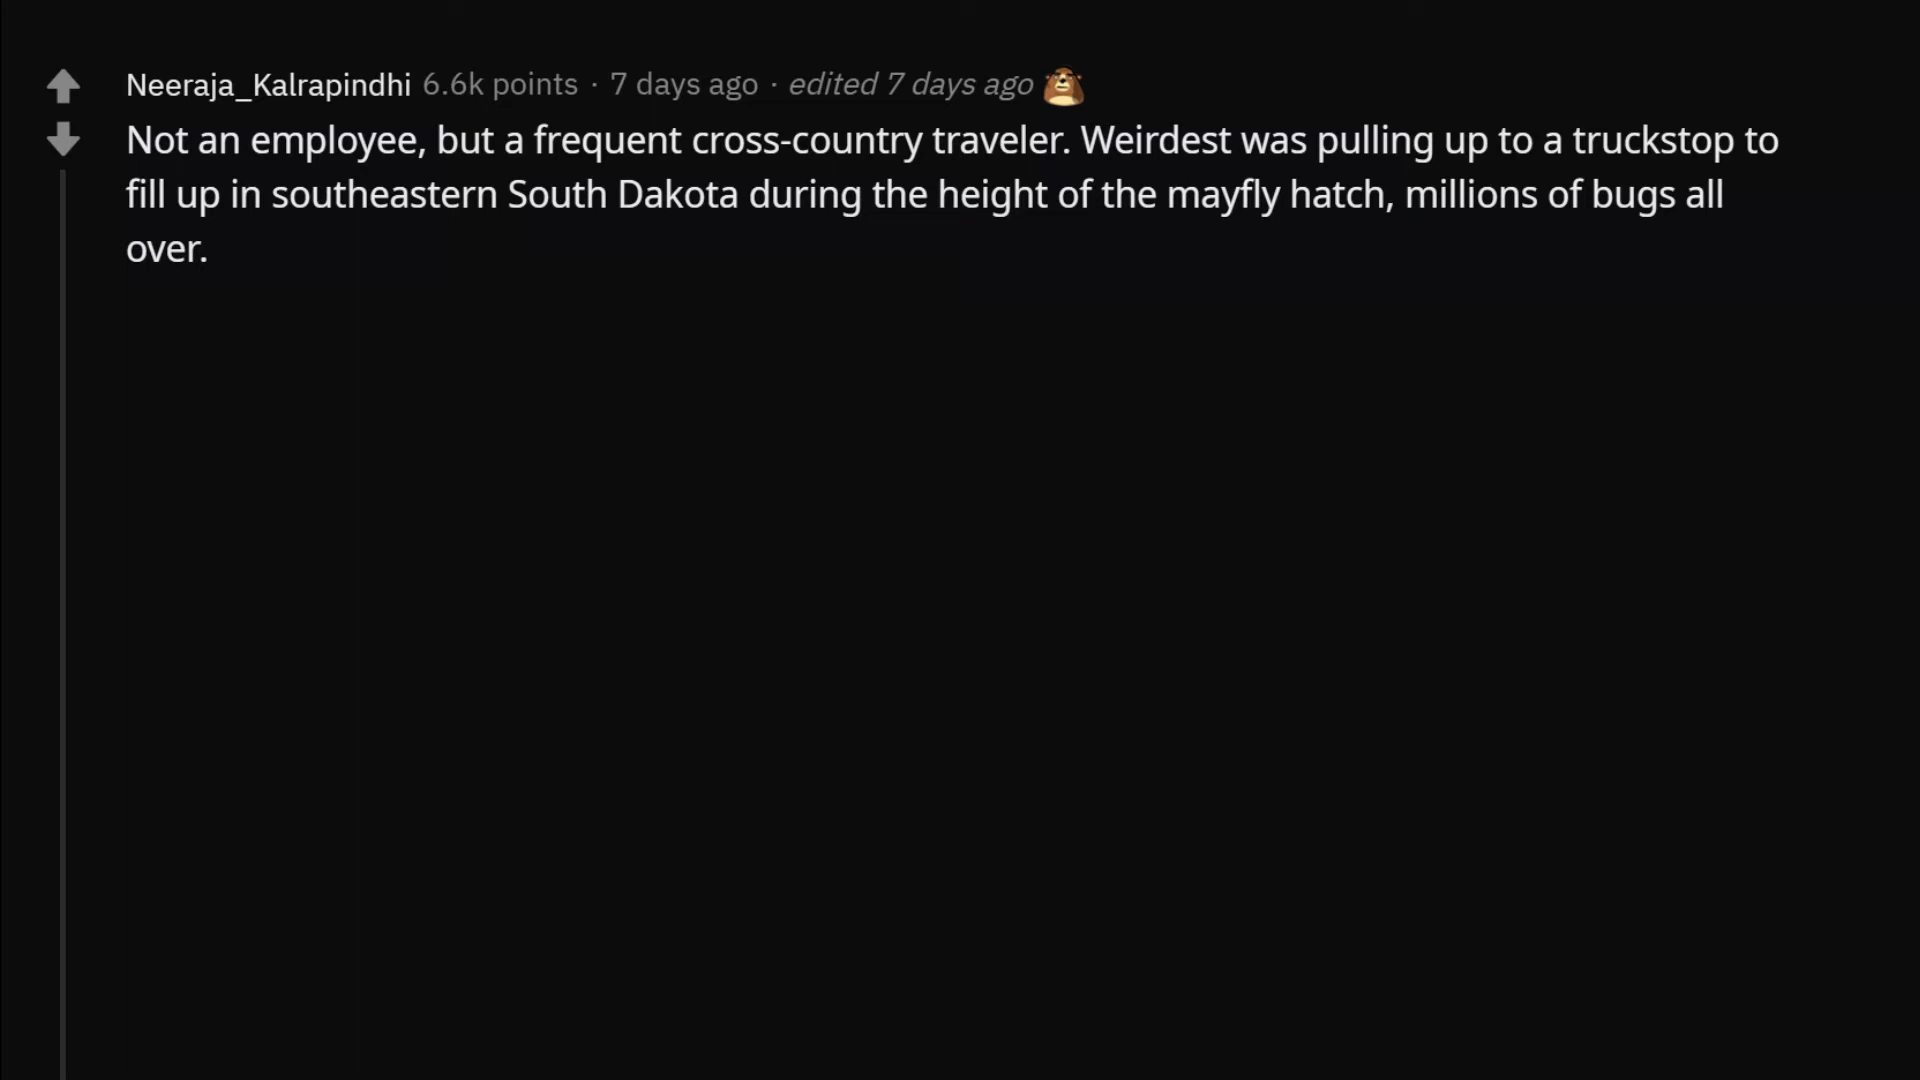 Neeraja_Kalrapindhi 6.6k points · 7 days ago · edited 7 days ago
Not an employee, but a frequent cross-country traveler. Weirdest was pulling up to a truckstop to
fill up in southeastern South Dakota during the height of the mayfly hatch, millions of bugs all
over.